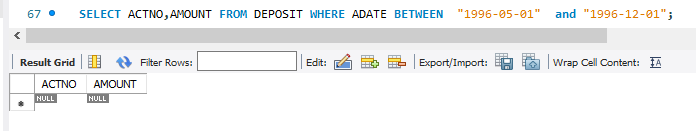 67 SELECT ACTNO,AMOUNT FROM DEPOSIT WHERE ADATE BETWEEN "1996-05-01" and "1996-12-01";
Result Grid Filter Rows: Edit: Export/Import: Wrap Cell Content:
ACTNO AMOUNT
NULL NULL